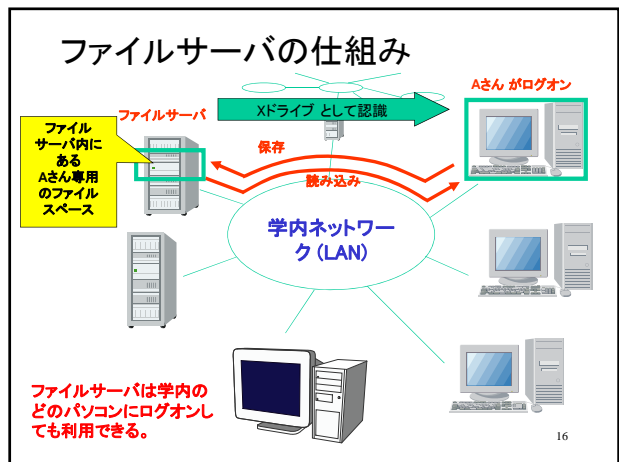 ファイルサーバの仕組み
Aさん がログオン
Xドライブ として認識
ファイルサーバ
ファイル
サーバ内に
ある
Aさん専用
のファイル
スペース
保存
読み込み
学内ネットワー
ク (LAN)
ファイルサーバは学内の
どのパソコンにログオンし
ても利用できる。
16